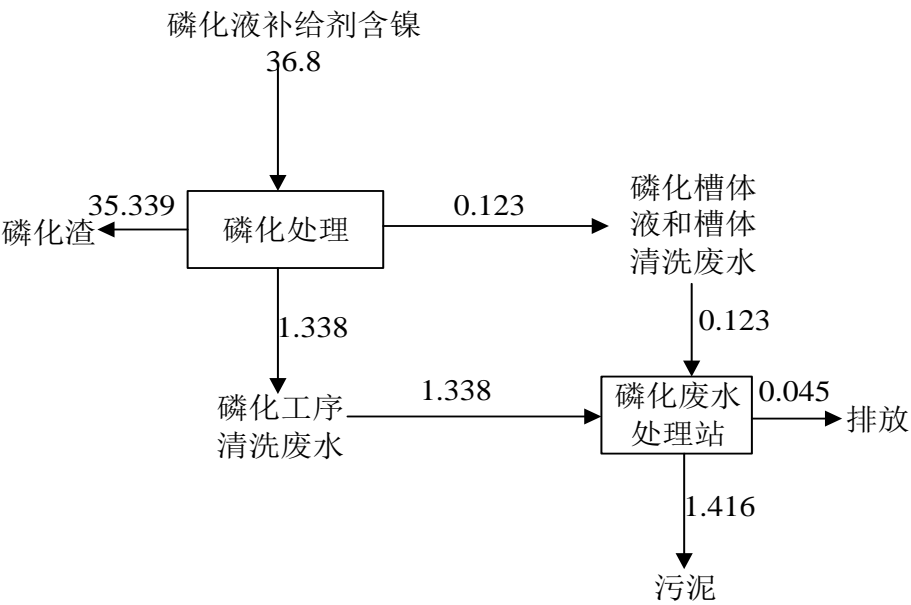 磷化液补给剂含镍
36.8
35.339
磷化渣
磷化处理
0.123
磷化槽体
液和槽体
清洗废水
1.338
0.123
磷化工序
清洗废水
1.338
磷化废水
处理站
0.045
排放
1.416
污泥